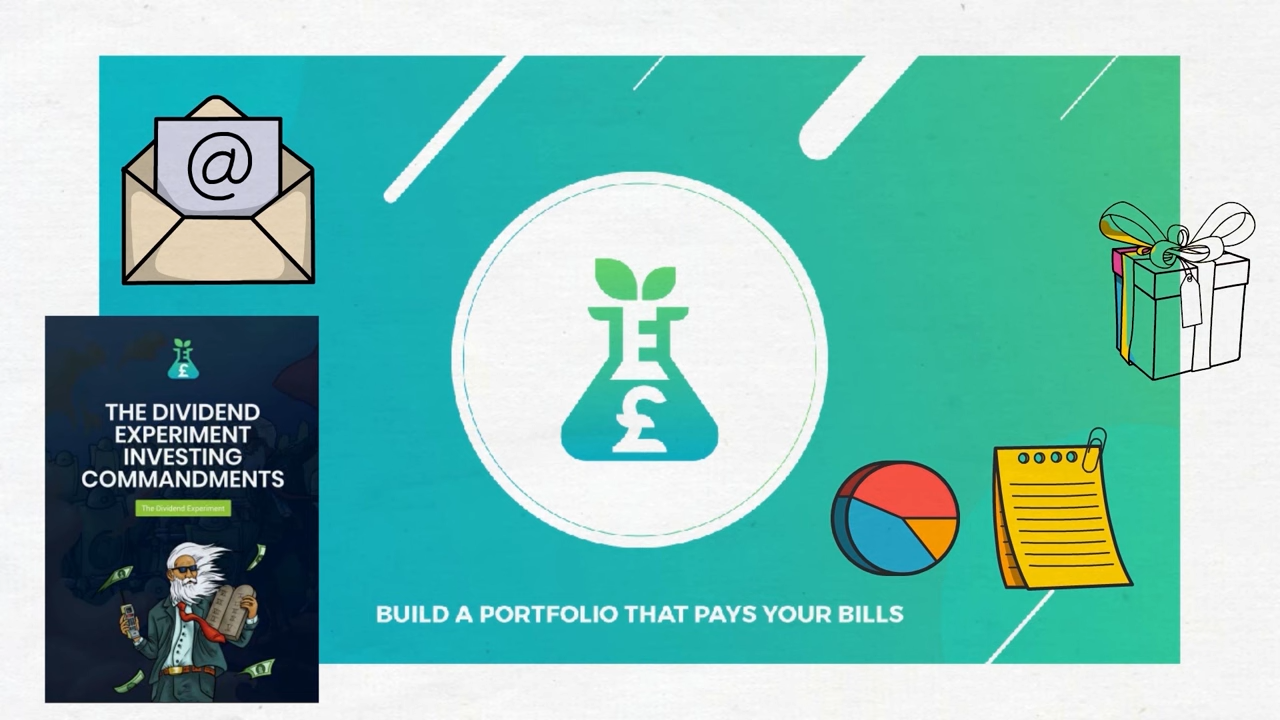 @
E
£
£
THE DIVIDEND
EXPERIMENT
INVESTING
COMMANDMENTS
The Dividend Experiment
BUILD A PORTFOLIO THAT PAYS YOUR BILLS